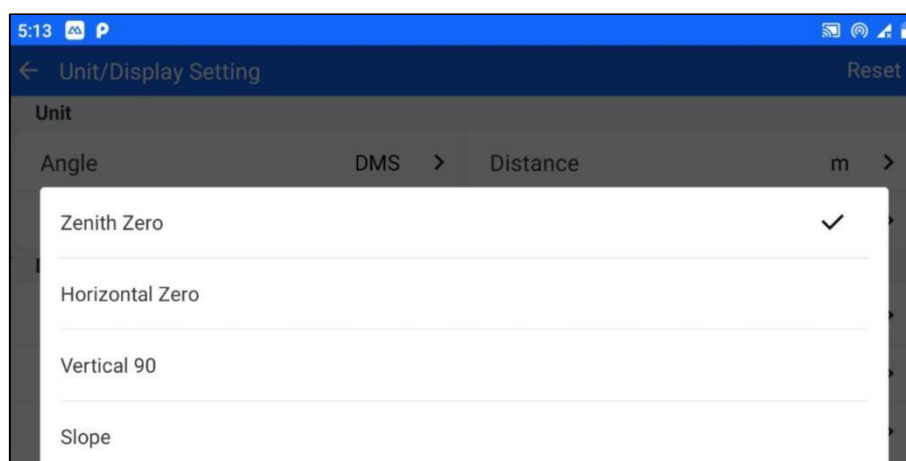 5:13
Unit/Display Setting Reset
Unit
Angle DMS Distance m
Zenith Zero
Horizontal Zero
Vertical 90
Slope